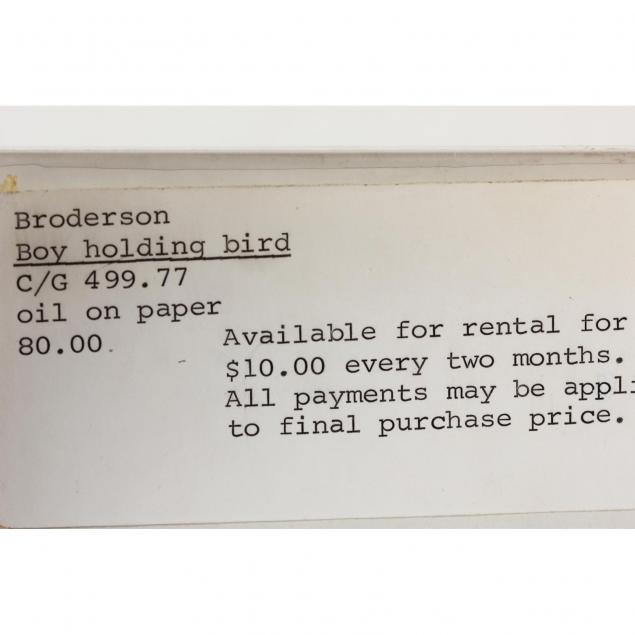 Broderson
Boy holding bird
C/G 499.77
oil on paper
80.00.
Available for rental for
$10.00 every two months.
All payments may be appli
to final purchase price.